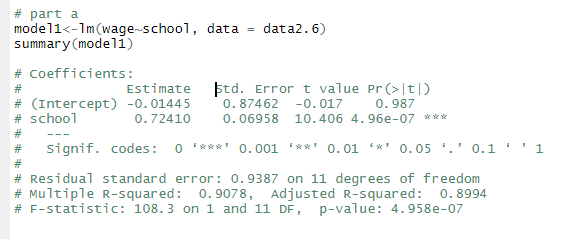 # part a
model1<-lm(wage~school, data = data2.6)
summary(model1)
# Coefficients:
# Estimate Std. Error t value Pr(>|t|)
# (Intercept) -0.01445 0.87462 -0.017 0.987
# school 0.72410 0.06958 10.406 4.96e-07 ***
# ---
# Signif. codes: 0 ‘***’ 0.001 ‘**’ 0.01 ‘*’ 0.05 ‘.’ 0.1 ‘ ’ 1
#
# Residual standard error: 0.9387 on 11 degrees of freedom
# Multiple R-squared: 0.9078, Adjusted R-squared: 0.8994
# F-statistic: 108.3 on 1 and 11 DF, p-value: 4.958e-07